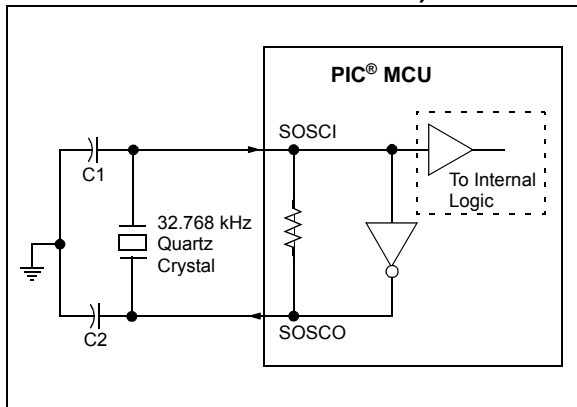 PIC® MCU
SOSCI
C1
To Internal
Logic
32.768 kHz
Quartz
Crystal
SOSCO
C2